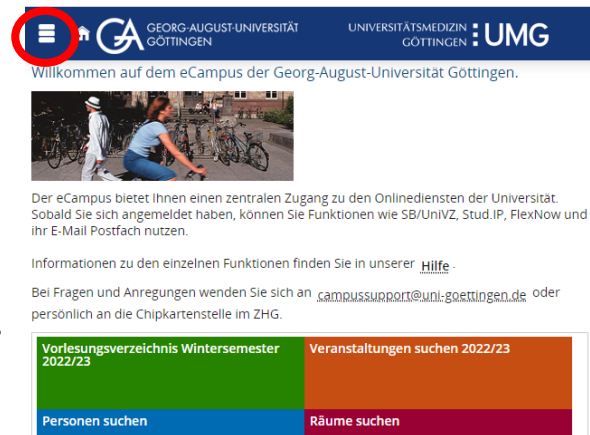 GEORG-AUGUST-UNIVERSITÄT
GÖTTINGEN
UNIVERSITÄTSMEDIZIN
GÖTTINGEN
UMG
Willkommen auf dem eCampus der Georg-August-Universität Göttingen.
Der eCampus bietet Ihnen einen zentralen Zugang zu den Onlinediensten der Universität.
Sobald Sie sich angemeldet haben, können Sie Funktionen wie SB/UniVZ, Stud.IP, FlexNow und
ihr E-Mail Postfach nutzen.
Informationen zu den einzelnen Funktionen finden Sie in unserer Hilfe .
Bei Fragen und Anregungen wenden Sie sich an campussupport@uni-goettingen.de oder
persönlich an die Chipkartenstelle im ZHG.
Vorlesungsverzeichnis Wintersemester
2022/23
Veranstaltungen suchen 2022/23
Personen suchen
Räume suchen